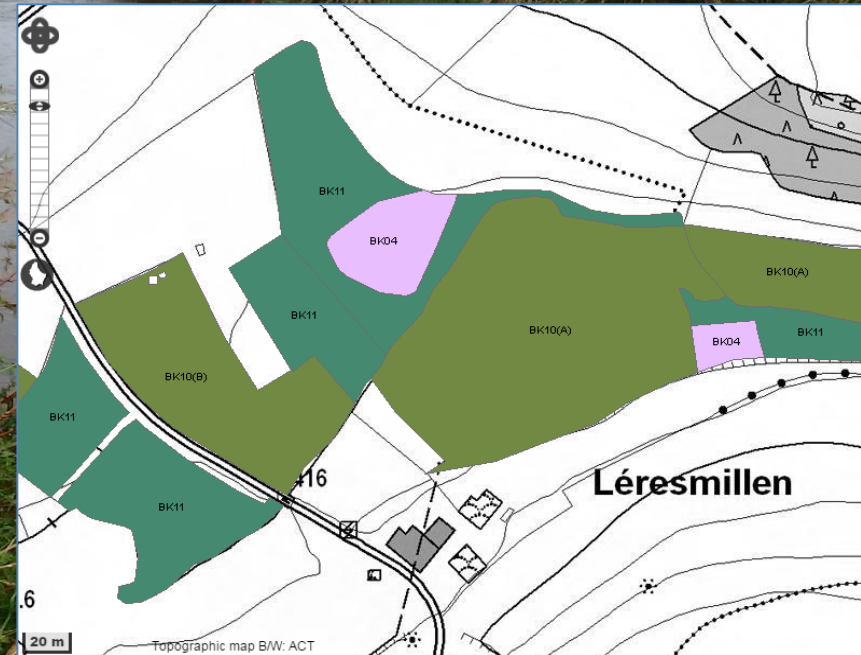 BK11
BK04
BK10(A)
BK11
BK10(A)
BK04
BK11
BK10(B)
BK11
BK11
416
Léresmillen
.6
20 m
Topographic map B/W: ACT